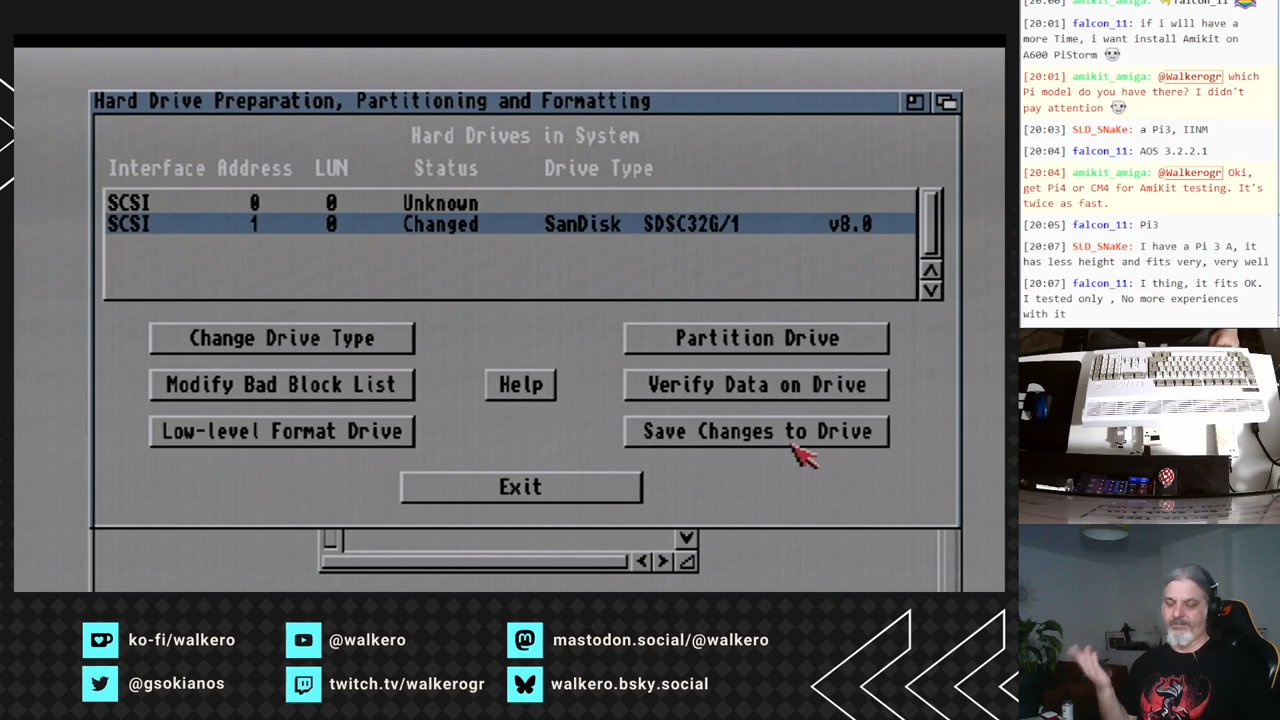 Hard Drive Preparation, Partitioning and Formatting
Hard Drives in System
Interface Address LUN Status Drive Type
SCSI 0 0 Unknown
SCSI 1 0 Changed SanDisk SDSC32G/1 v8.0
Change Drive Type
Partition Drive
Modify Bad Block List
Help
Verify Data on Drive
Low-level Format Drive
Save Changes to Drive
Exit
ko-fi/walkero
@walkero
mastodon.social/@walkero
@gsokianos
twitch.tv/walkerogr
walkero.bsky.social
[20:01] falcon_11: if i will have a
more Time, i want install Amikit on
A600 PiStorm
[20:01] amikit_amiga: @Walkerogr which
Pi model do you have there? I didn't
pay attention
[20:03] SLD_SNaKe: a Pi3, IINM
[20:04] falcon_11: AOS 3.2.2.1
[20:04] amikit_amiga: @Walkerogr Oki,
get Pi4 or CM4 for AmiKit testing. It's
twice as fast.
[20:05] falcon_11: Pi3
[20:07] SLD_SNaKe: I have a Pi 3 A, it
has less height and fits very, very well
[20:07] falcon_11: I thing, it fits OK.
I tested only , No more experiences
with it